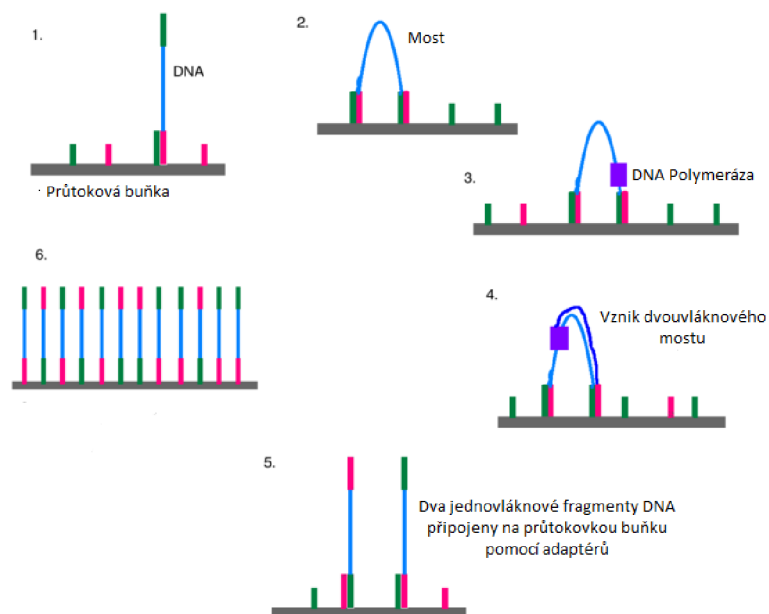 1.
DNA
Průtoková buňka
2.
Most
3.
DNA Polymeráza
4.
Vznik dvouvláknového
mostu
5.
Dva jednovláknové fragmenty DNA
připojeny na průtokovkou buňku
pomocí adaptérů
6.